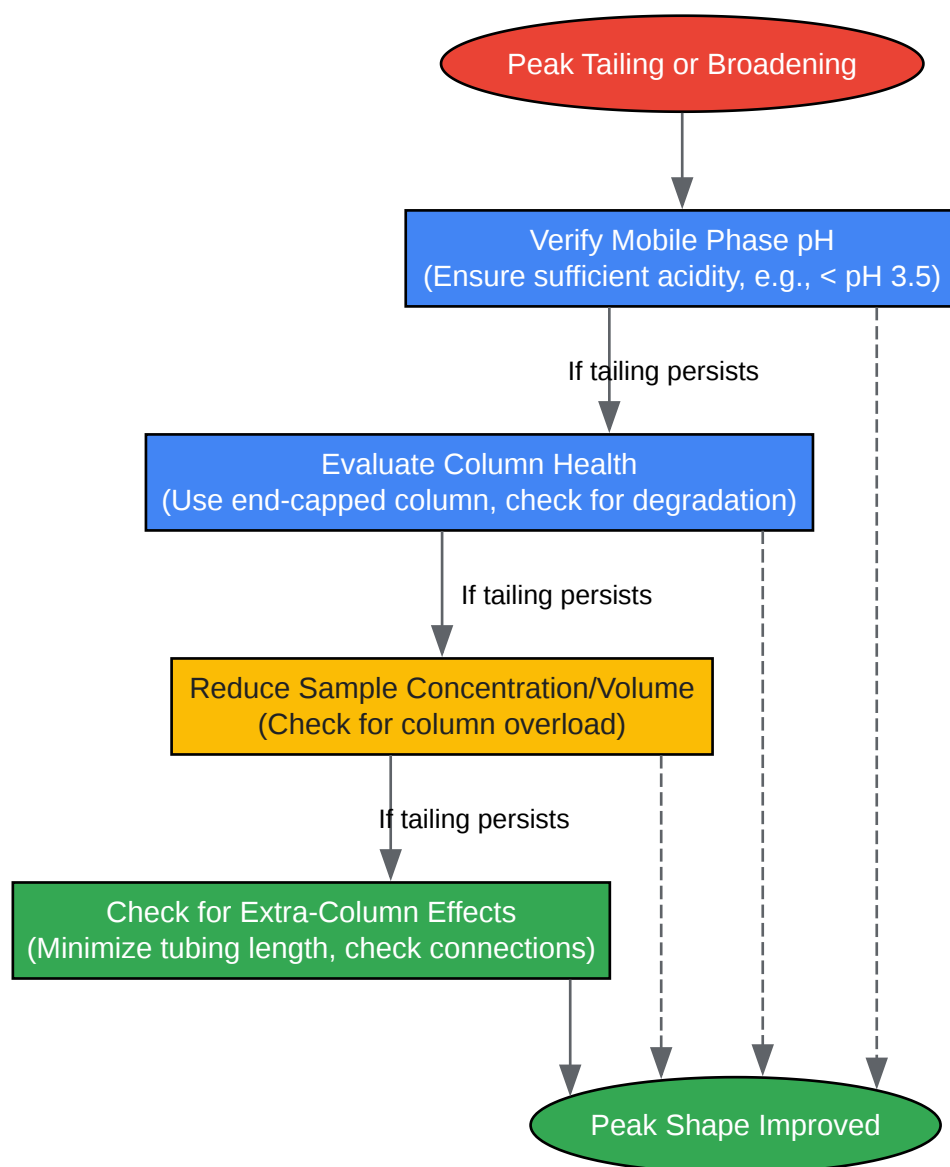 Peak Tailing or Broadening
Verify Mobile Phase pH
(Ensure sufficient acidity, e.g., < pH 3.5)
If tailing persists
Evaluate Column Health
(Use end-capped column, check for degradation)
If tailing persists
Reduce Sample Concentration/Volume
(Check for column overload)
If tailing persists
Check for Extra-Column Effects
(Minimize tubing length, check connections)
Peak Shape Improved